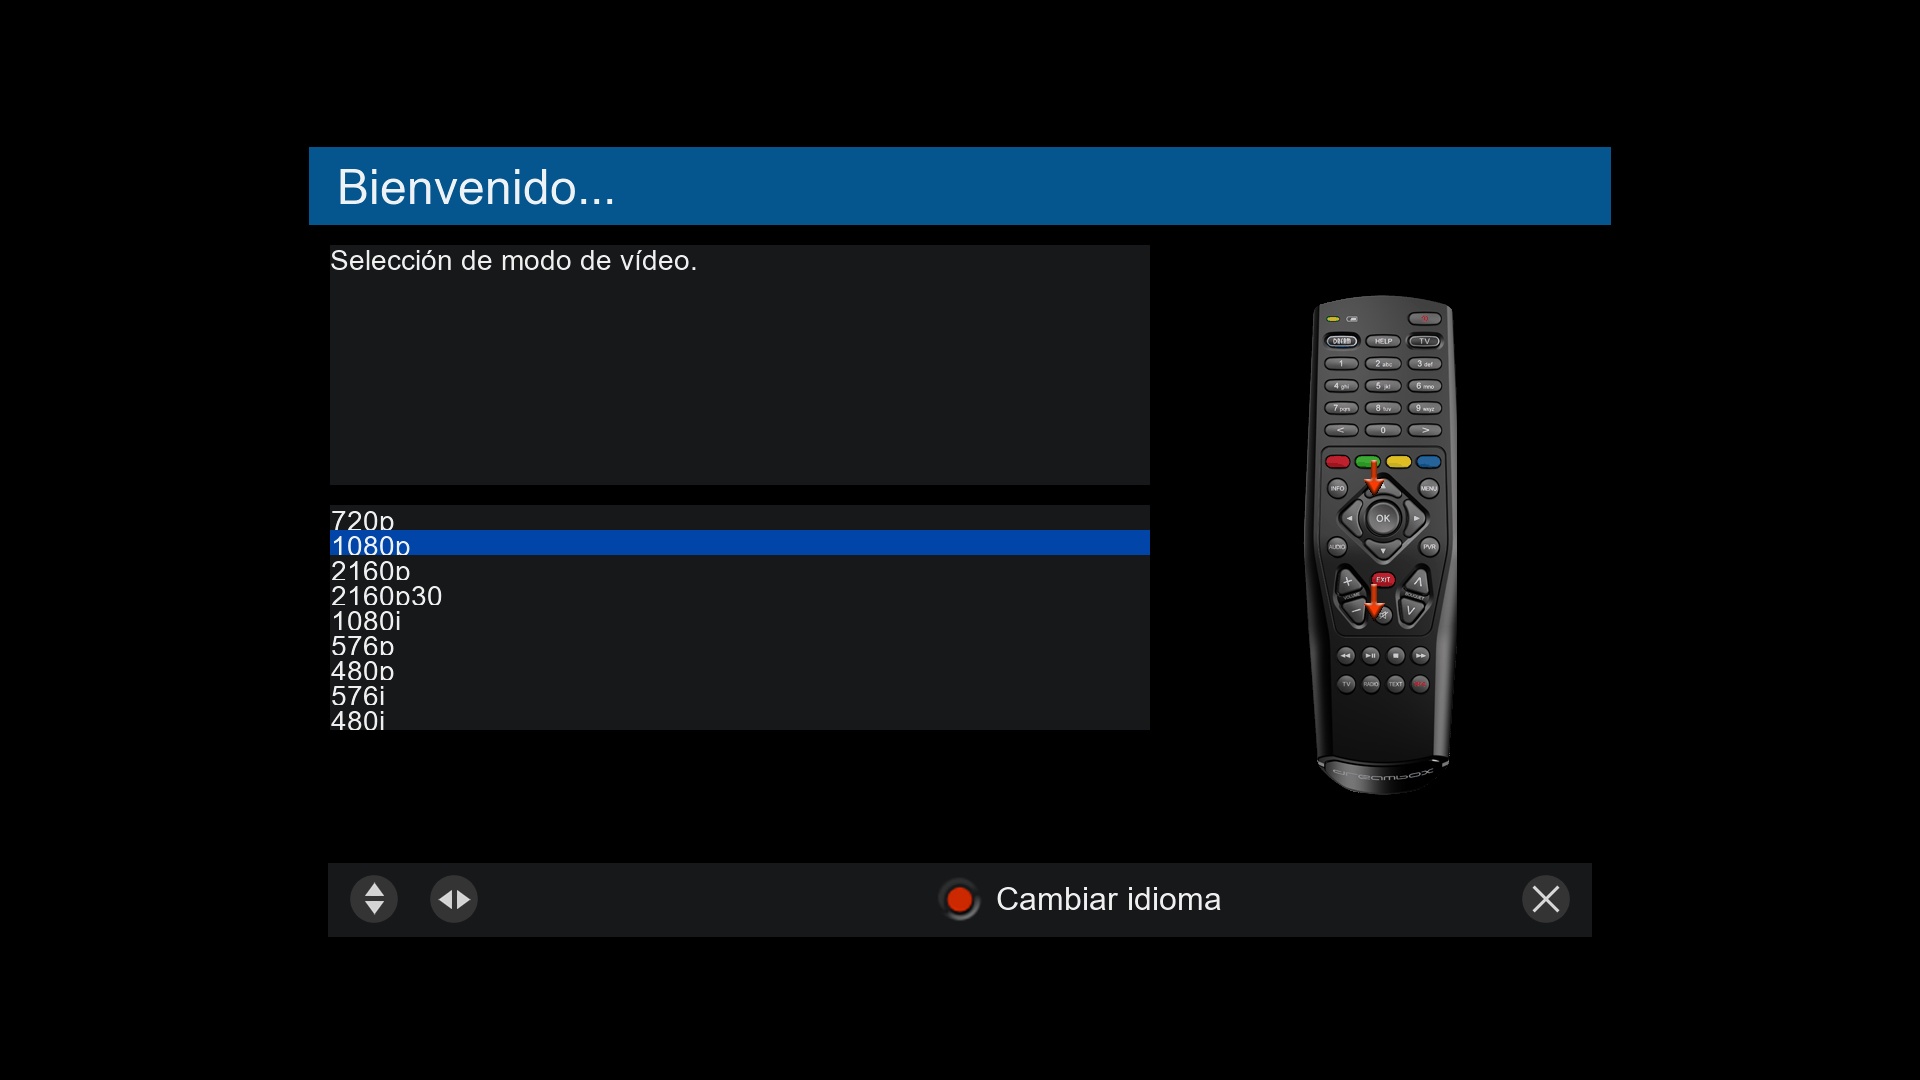 Bienvenido...
Selección de modo de vídeo.
720p
1080p
2160p
2160p30
1080i
576p
480p
576i
480i
HELP TV
1 2 abc 3 def
4 ghi 5 jkl 6 mno
7 pqrs 8 tuv 9 wxyz
< 0 >
INFO MENU
OK
AUDIO PVR
+ EXIT
VOLUME BOUQUET
TV RADIO TEXT
dreambox
Cambiar idioma